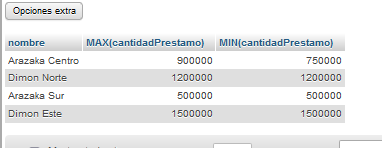 Opciones extra
nombre MAX(cantidadPrestamo) MIN(cantidadPrestamo)
Arazaka Centro 900000 750000
Dimon Norte 1200000 1200000
Arazaka Sur 500000 500000
Dimon Este 1500000 1500000